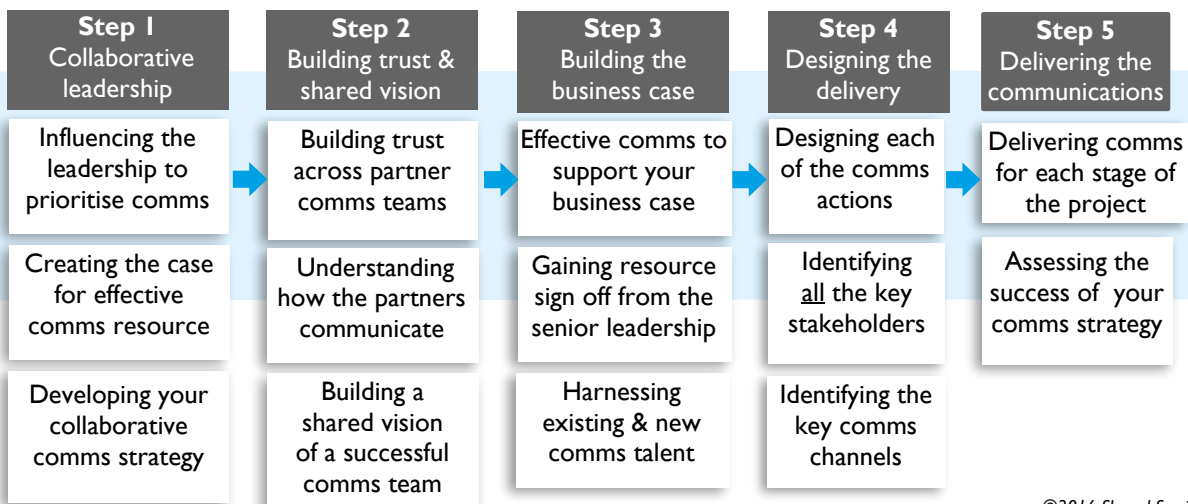 Step 1
Collaborative
leadership
Influencing the
leadership to
prioritise comms
Creating the case
for effective
comms resource
Developing your
collaborative
comms strategy
Step 2
Building trust &
shared vision
Building trust
across partner
comms teams
Understanding
how the partners
communicate
Building a
shared vision
of a successful
comms team
Step 3
Building the
business case
Effective comms to
support your
business case
Gaining resource
sign off from the
senior leadership
Harnessing
existing & new
comms talent
Step 4
Designing the
delivery
Designing each
of the comms
actions
Identifying
all the key
stakeholders
Identifying the
key comms
channels
Step 5
Delivering the
communications
Delivering comms
for each stage of
the project
Assessing the
success of your
comms strategy